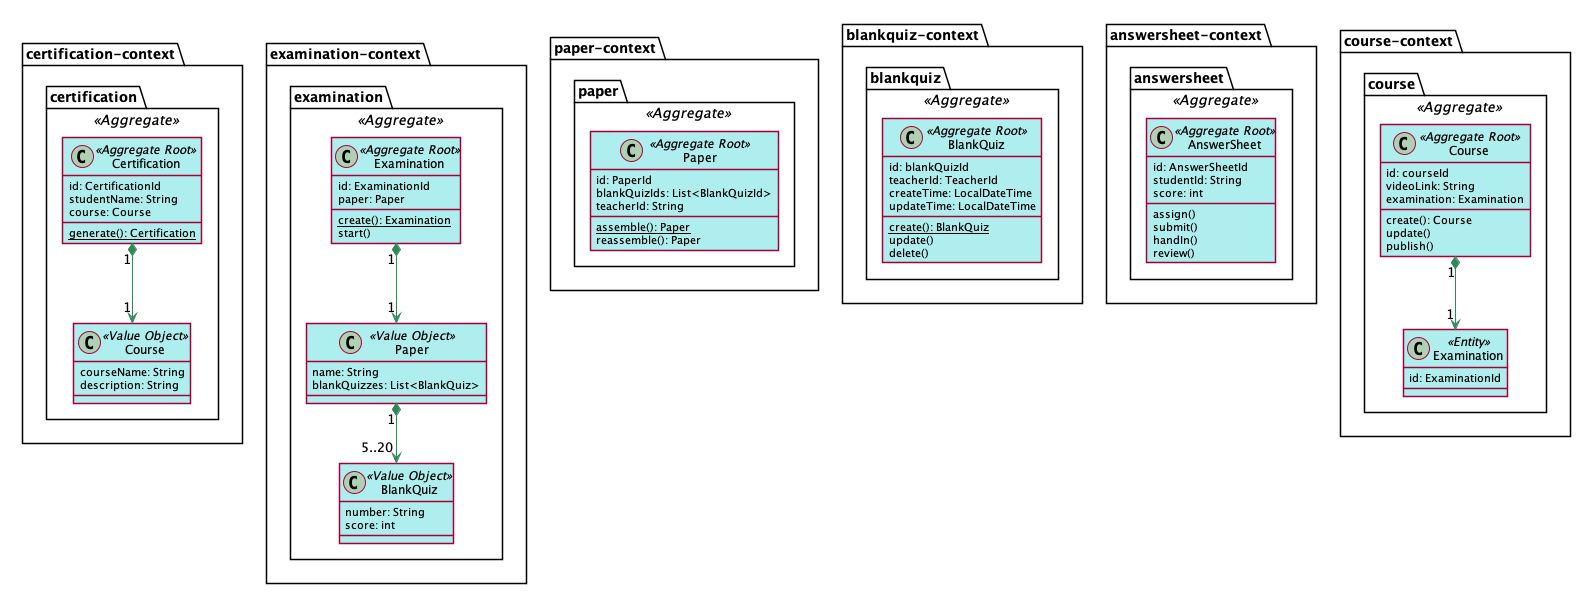 certification-context
certification
«Aggregate»
«Aggregate Root»
Certification
id: CertificationId
studentName: String
course: Course
generate(): Certification
1
1
«Value Object»
Course
courseName: String
description: String
examination-context
examination
«Aggregate»
«Aggregate Root»
Examination
id: ExaminationId
paper: Paper
create(): Examination
start()
1
1
«Value Object»
Paper
name: String
blankQuizzes: List<BlankQuiz>
1
5..20
«Value Object»
BlankQuiz
number: String
score: int
paper-context
paper
«Aggregate»
«Aggregate Root»
Paper
id: PaperId
blankQuizIds: List<BlankQuizId>
teacherId: String
assemble(): Paper
reassemble(): Paper
blankquiz-context
blankquiz
«Aggregate»
«Aggregate Root»
BlankQuiz
id: blankQuizId
teacherId: TeacherId
createTime: LocalDateTime
updateTime: LocalDateTime
create(): BlankQuiz
update()
delete()
answersheet-context
answersheet
«Aggregate»
«Aggregate Root»
AnswerSheet
id: AnswerSheetId
studentId: String
score: int
assign()
submit()
handIn()
review()
course-context
course
«Aggregate»
«Aggregate Root»
Course
id: courseId
videoLink: String
examination: Examination
create(): Course
update()
publish()
1
1
«Entity»
Examination
id: ExaminationId
C
C
C
C
C
C
C
C
C
C